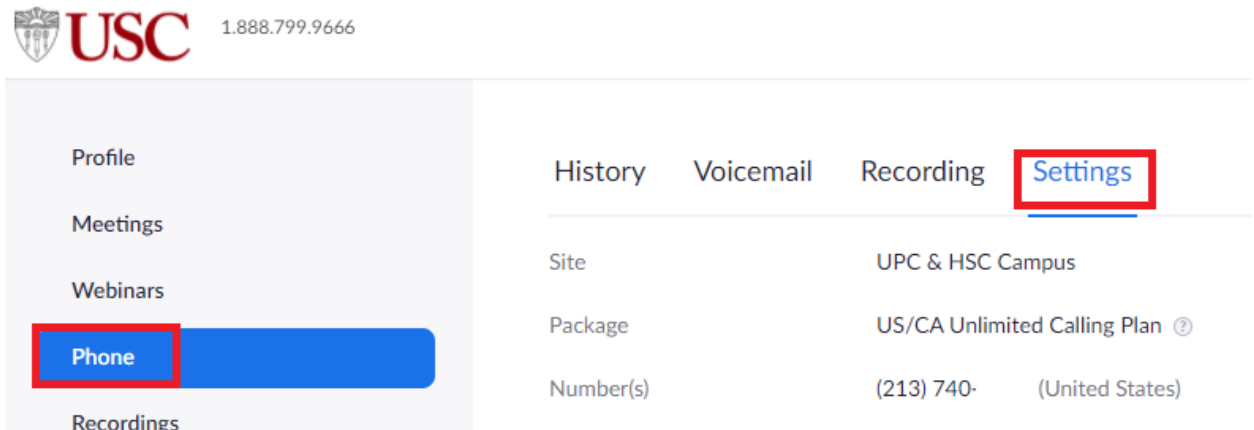 USC 1.888.799.9666
Profile
Meetings
Webinars
Phone
Recordings
History Voicemail Recording Settings
Site UPC & HSC Campus
Package US/CA Unlimited Calling Plan ?
Number(s) (213) 740- (United States)